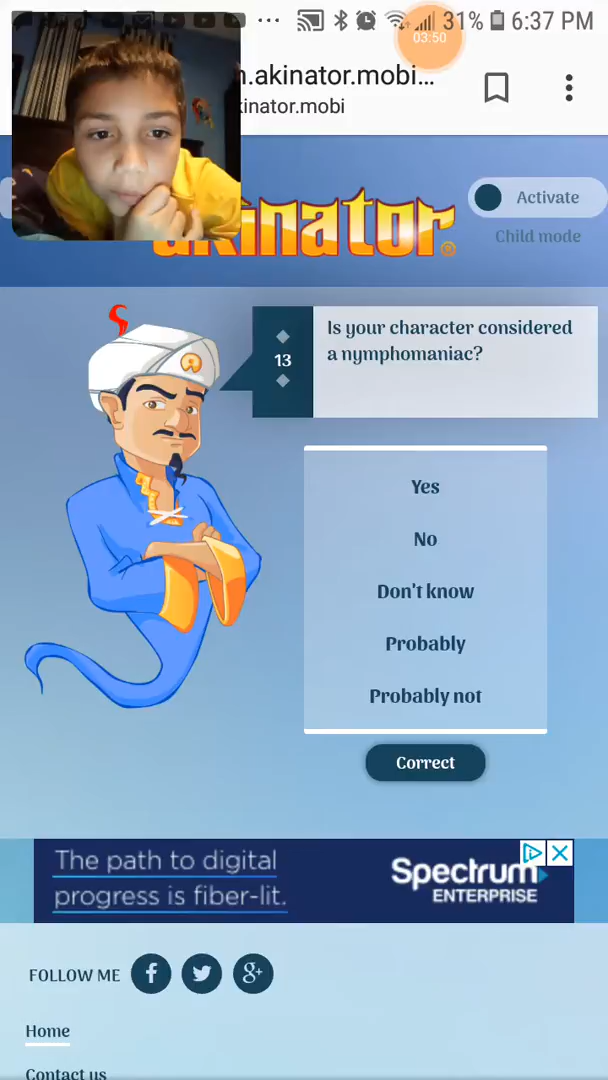 31% 6:37 PM
03:50
n.akinator.mobi...
kinator.mobi
akinator®
Activate
Child mode
13
Is your character considered
a nymphomaniac?
Yes
No
Don't know
Probably
Probably not
Correct
The path to digital
progress is fiber-lit.
Spectrum
ENTERPRISE
FOLLOW ME
Home
Contact us